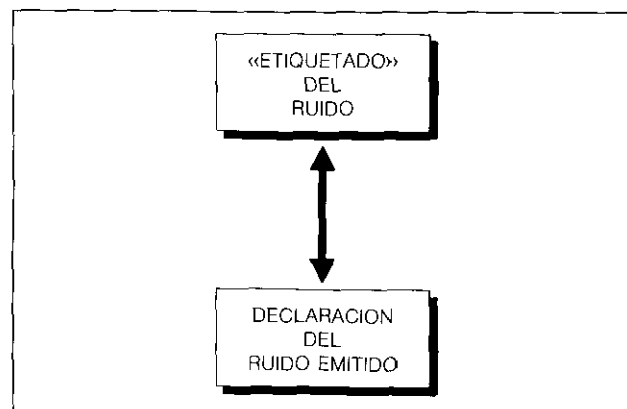 «ETIQUETADO»
DEL
RUIDO
DECLARACION
DEL
RUIDO EMITIDO